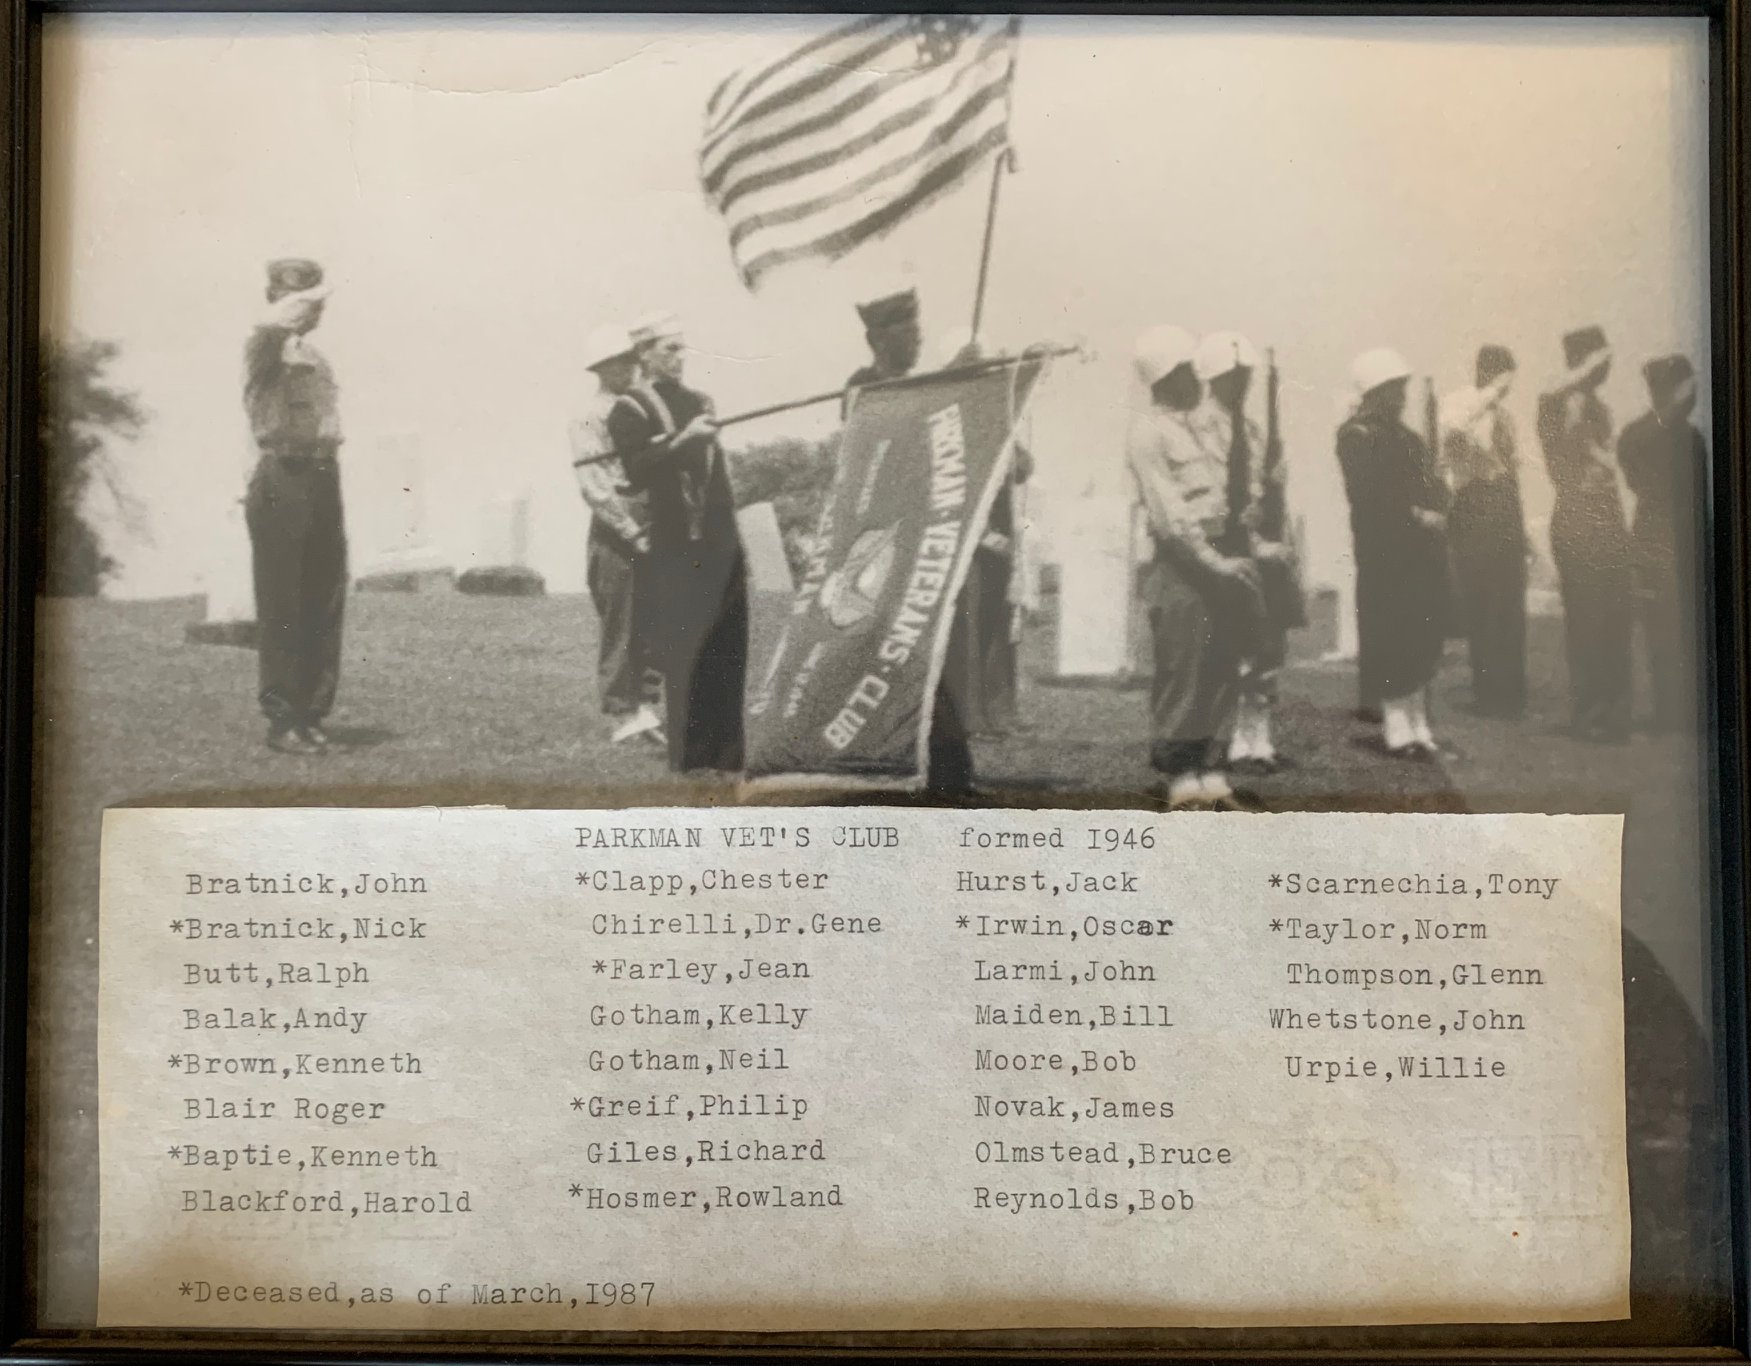 PARKMAN · VETERANS · CLUB
PARKMAN VET'S CLUB formed I946
Bratnick,John
*Bratnick,Nick
Butt,Ralph
Balak,Andy
*Brown,Kenneth
Blair Roger
*Baptie,Kenneth
Blackford,Harold
*Clapp,Chester
Chirelli,Dr.Gene
*Farley,Jean
Gotham,Kelly
Gotham,Neil
*Greif,Philip
Giles,Richard
*Hosmer,Rowland
Hurst,Jack
*Irwin,Oscar
Larmi,John
Maiden,Bill
Moore,Bob
Novak,James
Olmstead,Bruce
Reynolds,Bob
*Scarnechia,Tony
*Taylor,Norm
Thompson,Glenn
Whetstone,John
Urpie,Willie
*Deceased,as of March,I987